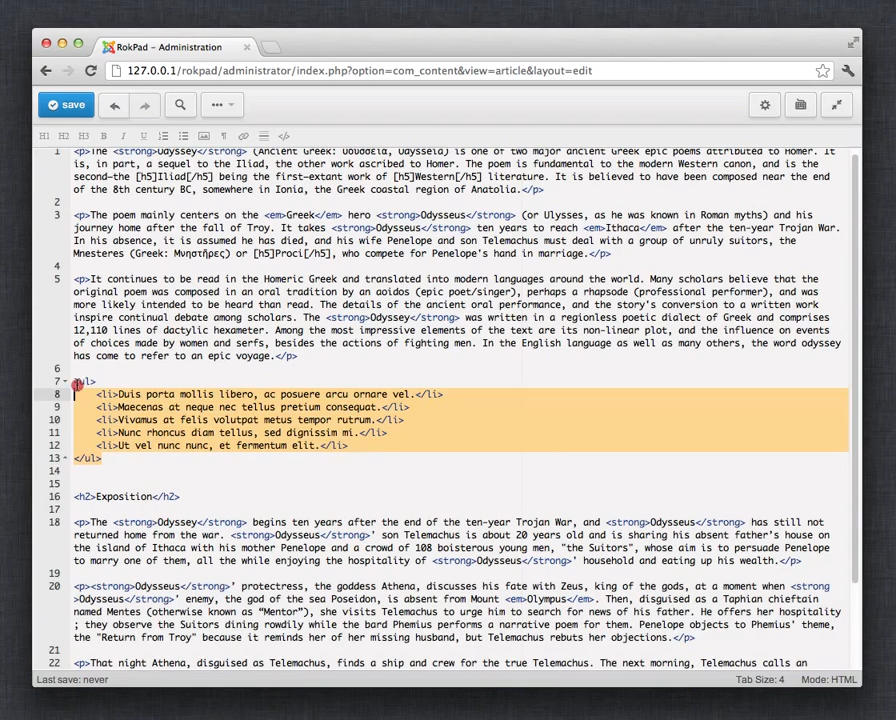 RokPad – Administration
127.0.0.1/rokpad/administrator/index.php?option=com_content&view=article&layout=edit
save
H1 H2 H3 B I U
1 <p>The <strong>Odyssey</strong> (Ancient Greek: Ὀδύσσεια, Odysseia) is one of two major ancient Greek epic poems attributed to Homer. It
is, in part, a sequel to the Iliad, the other work ascribed to Homer. The poem is fundamental to the modern Western canon, and is the
second–the [h5]Iliad[/h5] being the first–extant work of [h5]Western[/h5] literature. It is believed to have been composed near the end
of the 8th century BC, somewhere in Ionia, the Greek coastal region of Anatolia.</p>
2
3 <p>The poem mainly centers on the <em>Greek</em> hero <strong>Odysseus</strong> (or Ulysses, as he was known in Roman myths) and his
journey home after the fall of Troy. It takes <strong>Odysseus</strong> ten years to reach <em>Ithaca</em> after the ten-year Trojan War.
In his absence, it is assumed he has died, and his wife Penelope and son Telemachus must deal with a group of unruly suitors, the
Mnesteres (Greek: Μνηστῆρες) or [h5]Proci[/h5], who compete for Penelope's hand in marriage.</p>
4
5 <p>It continues to be read in the Homeric Greek and translated into modern languages around the world. Many scholars believe that the
original poem was composed in an oral tradition by an aoidos (epic poet/singer), perhaps a rhapsode (professional performer), and was
more likely intended to be heard than read. The details of the ancient oral performance, and the story's conversion to a written work
inspire continual debate among scholars. The <strong>Odyssey</strong> was written in a regionless poetic dialect of Greek and comprises
12,110 lines of dactylic hexameter. Among the most impressive elements of the text are its non-linear plot, and the influence on events
of choices made by women and serfs, besides the actions of fighting men. In the English language as well as many others, the word odyssey
has come to refer to an epic voyage.</p>
6
7 <ul>
8 <li>Duis porta mollis libero, ac posuere arcu ornare vel.</li>
9 <li>Maecenas at neque nec tellus pretium consequat.</li>
10 <li>Vivamus at felis volutpat metus tempor rutrum.</li>
11 <li>Nunc rhoncus diam tellus, sed dignissim mi.</li>
12 <li>Ut vel nunc nunc, et fermentum elit.</li>
13 </ul>
14
15
16 <h2>Exposition</h2>
17
18 <p>The <strong>Odyssey</strong> begins ten years after the end of the ten-year Trojan War, and <strong>Odysseus</strong> has still not
returned home from the war. <strong>Odysseus</strong>' son Telemachus is about 20 years old and is sharing his absent father's house on
the island of Ithaca with his mother Penelope and a crowd of 108 boisterous young men, "the Suitors", whose aim is to persuade Penelope
to marry one of them, all the while enjoying the hospitality of <strong>Odysseus</strong>' household and eating up his wealth.</p>
19
20 <p><strong>Odysseus</strong>' protectress, the goddess Athena, discusses his fate with Zeus, king of the gods, at a moment when <strong
>Odysseus</strong>' enemy, the god of the sea Poseidon, is absent from Mount <em>Olympus</em>. Then, disguised as a Taphian chieftain
named Mentes (otherwise known as “Mentor”), she visits Telemachus to urge him to search for news of his father. He offers her hospitality
; they observe the Suitors dining rowdily while the bard Phemius performs a narrative poem for them. Penelope objects to Phemius' theme,
the "Return from Troy" because it reminds her of her missing husband, but Telemachus rebuts her objections.</p>
21
22 <p>That night Athena, disguised as Telemachus, finds a ship and crew for the true Telemachus. The next morning, Telemachus calls an
Last save: never Tab Size: 4 Mode: HTML